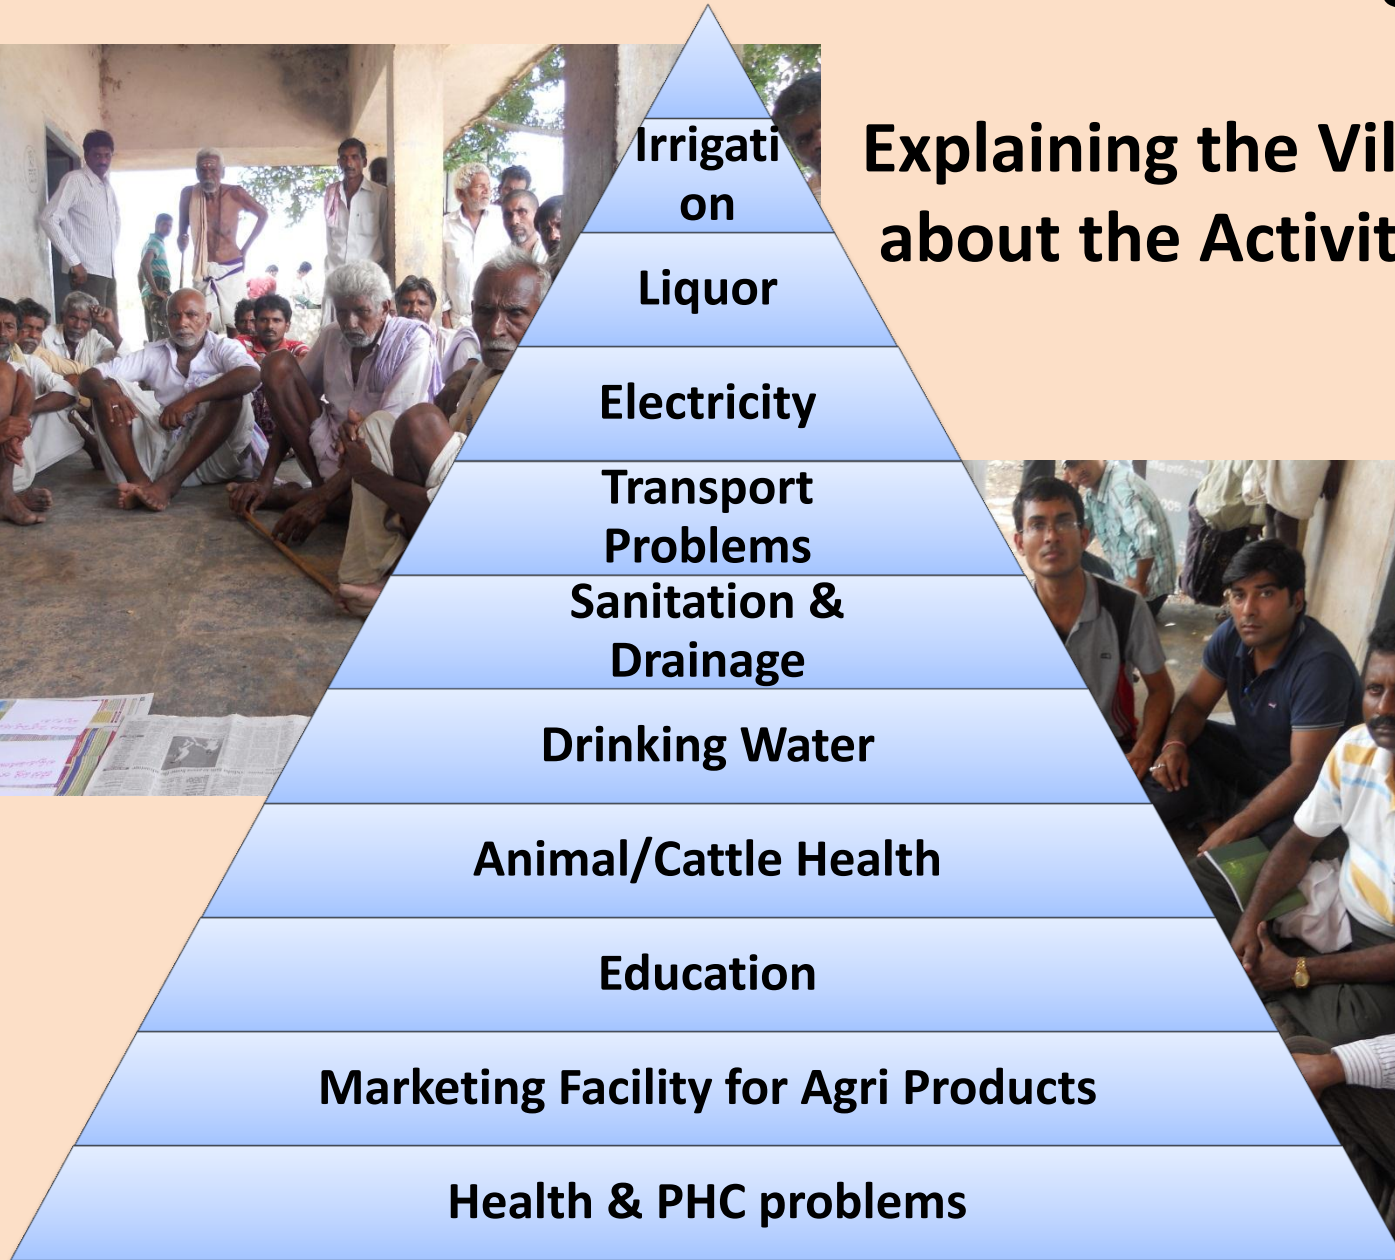 Explaining the Vil
about the Activit
Irrigati
on
Liquor
Electricity
Transport
Problems
Sanitation &
Drainage
Drinking Water
Animal/Cattle Health
Education
Marketing Facility for Agri Products
Health & PHC problems